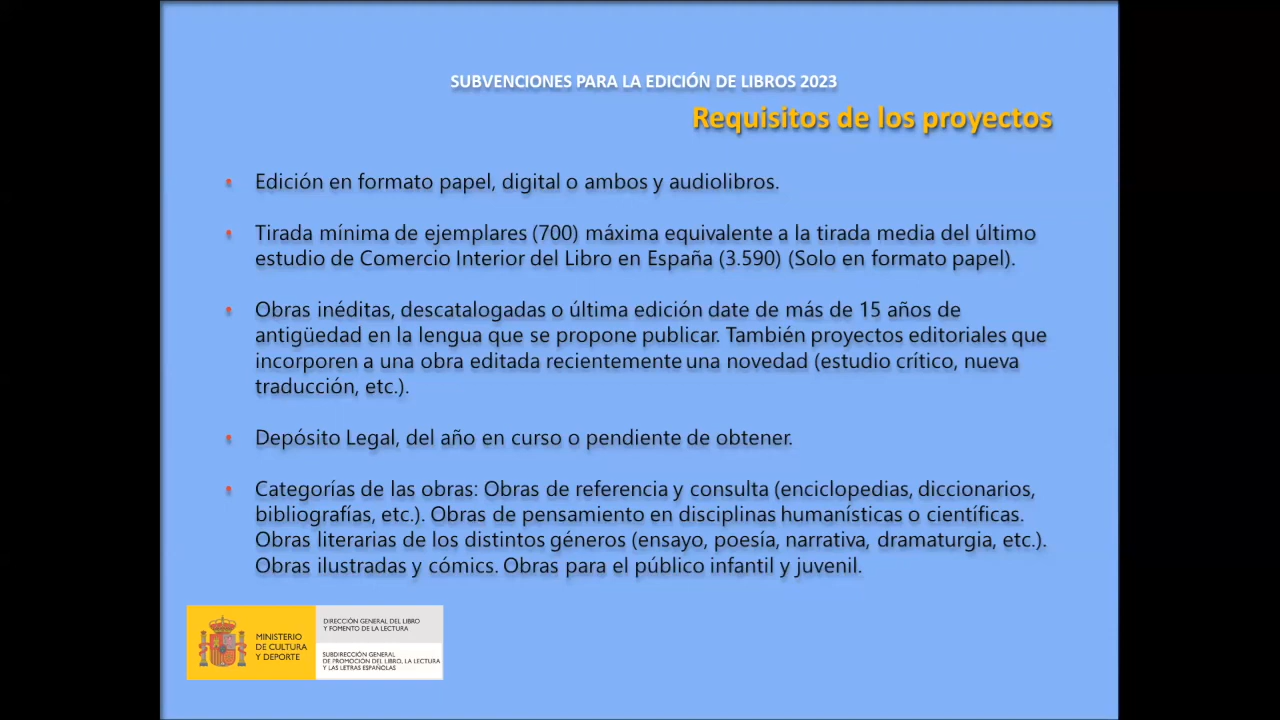 SUBVENCIONES PARA LA EDICIÓN DE LIBROS 2023
Requisitos de los proyectos
• Edición en formato papel, digital o ambos y audiolibros.
• Tirada mínima de ejemplares (700) máxima equivalente a la tirada media del último
estudio de Comercio Interior del Libro en España (3.590) (Solo en formato papel).
• Obras inéditas, descatalogadas o última edición date de más de 15 años de
antigüedad en la lengua que se propone publicar. También proyectos editoriales que
incorporen a una obra editada recientemente una novedad (estudio crítico, nueva
traducción, etc.).
• Depósito Legal, del año en curso o pendiente de obtener.
• Categorías de las obras: Obras de referencia y consulta (enciclopedias, diccionarios,
bibliografías, etc.). Obras de pensamiento en disciplinas humanísticas o científicas.
Obras literarias de los distintos géneros (ensayo, poesía, narrativa, dramaturgia, etc.).
Obras ilustradas y cómics. Obras para el público infantil y juvenil.
MINISTERIO
DE CULTURA
Y DEPORTE
DIRECCIÓN GENERAL DEL LIBRO
Y FOMENTO DE LA LECTURA
SUBDIRECCIÓN GENERAL
DE PROMOCIÓN DEL LIBRO, LA LECTURA
Y LAS LETRAS ESPAÑOLAS